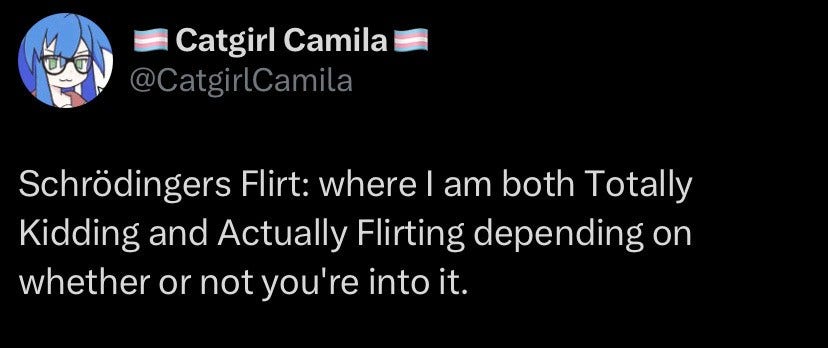 🏳️‍⚧️ Catgirl Camila 🏳️‍⚧️
@CatgirlCamila
Schrödingers Flirt: where I am both Totally
Kidding and Actually Flirting depending on
whether or not you're into it.